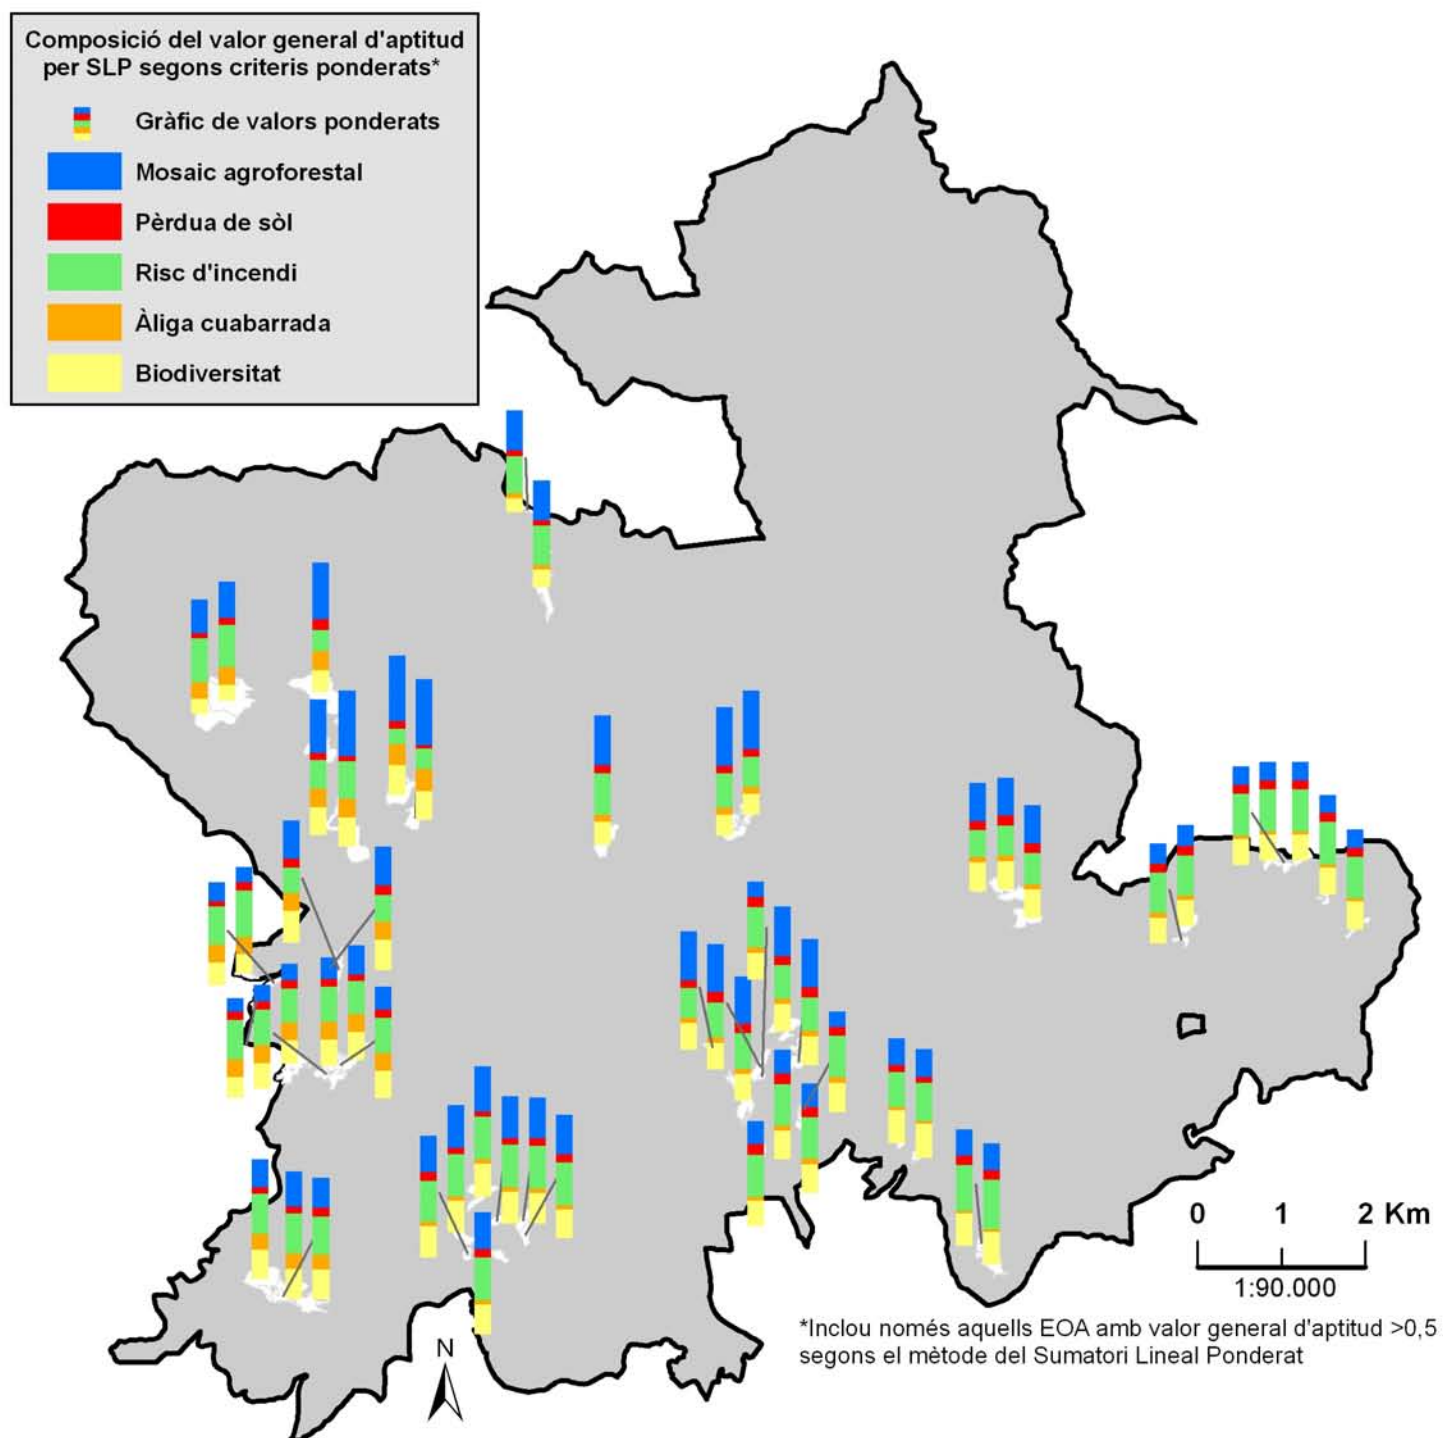 Composició del valor general d'aptitud
per SLP segons criteris ponderats*
Gràfic de valors ponderats
Mosaic agroforestal
Pèrdua de sòl
Risc d'incendi
Àliga cuabarrada
Biodiversitat
0 1 2 Km
1:90.000
*Inclou només aquells EOA amb valor general d'aptitud >0,5
segons el mètode del Sumatori Lineal Ponderat
N